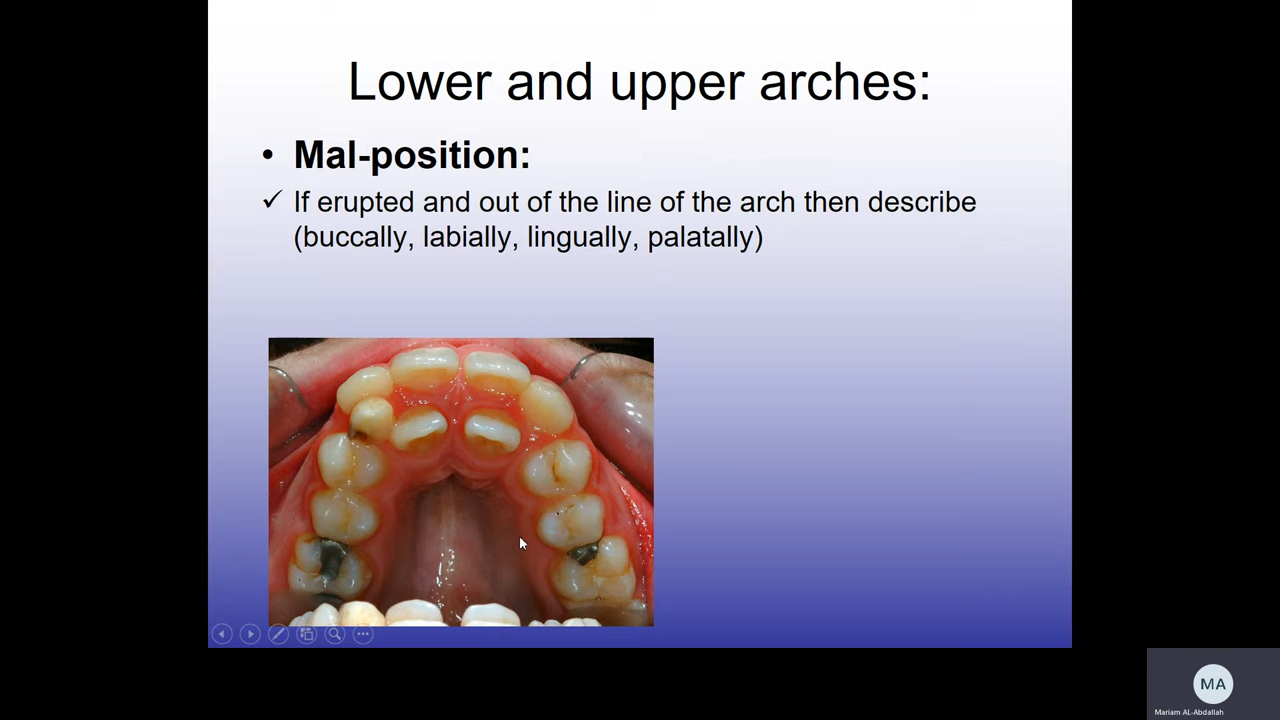 Lower and upper arches:
• Mal-position:
✓ If erupted and out of the line of the arch then describe
(buccally, labially, lingually, palatally)
MA
Mariam AL-Abdallah